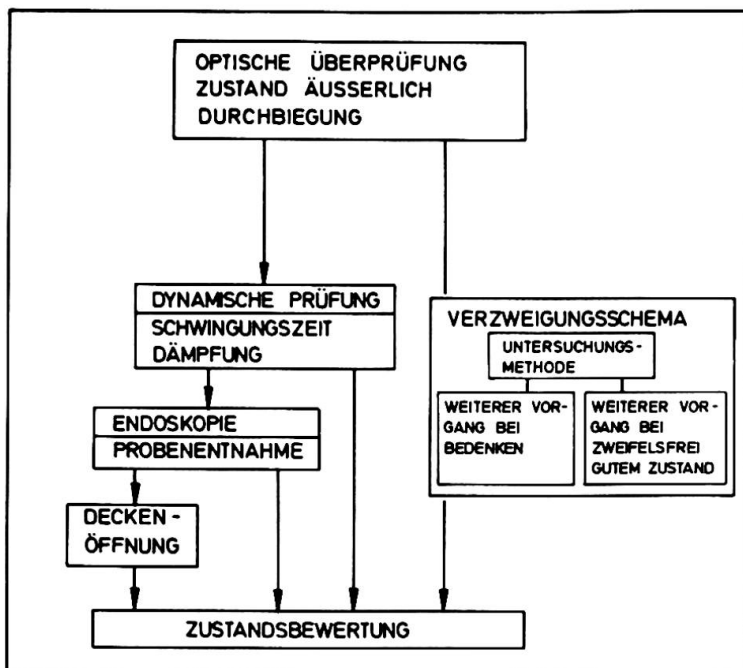 OPTISCHE ÜBERPRÜFUNG
ZUSTAND ÄUSSERLICH
DURCHBIEGUNG
DYNAMISCHE PRÜFUNG
SCHWINGUNGSZEIT
DÄMPFUNG
ENDOSKOPIE
PROBENENTNAHME
DECKEN-
ÖFFNUNG
ZUSTANDSBEWERTUNG
VERZWEIGUNGSSCHEMA
UNTERSUCHUNGS-
METHODE
WEITERER VOR-
GANG BEI
BEDENKEN
WEITERER VOR-
GANG BEI
ZWEIFELSFREI
GUTEM ZUSTAND